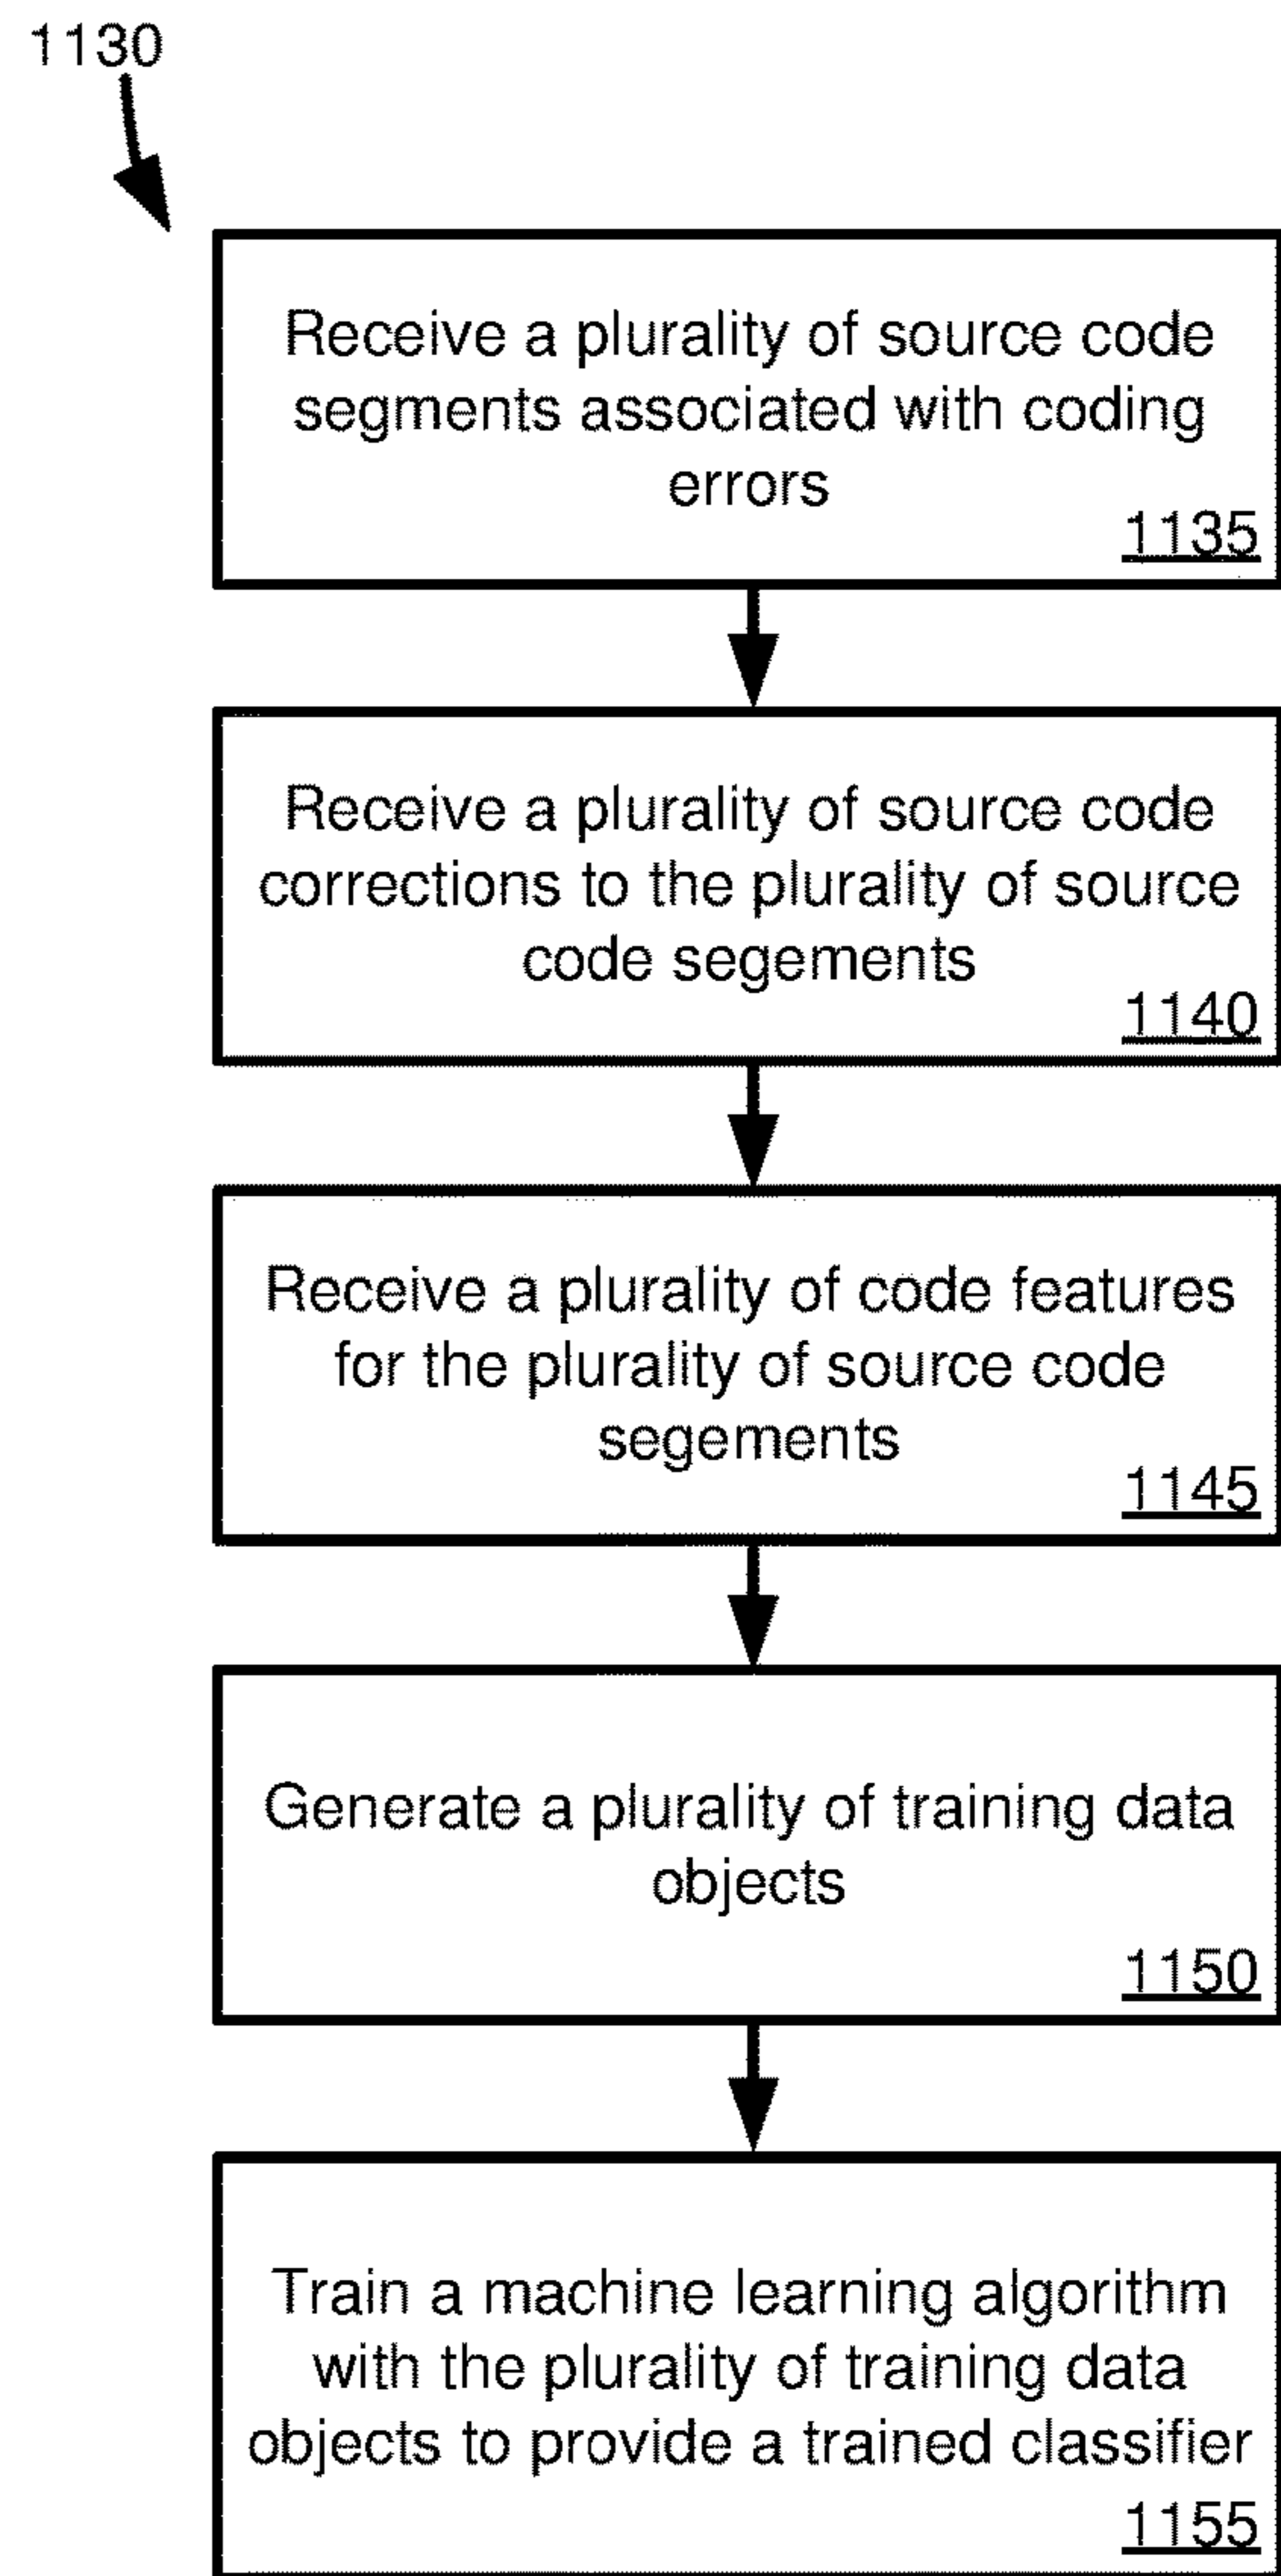 1130
Receive a plurality of source code
segments associated with coding
errors
1135
Receive a plurality of source code
corrections to the plurality of source
code segements
1140
Receive a plurality of code features
for the plurality of source code
segements
1145
Generate a plurality of training data
objects
1150
Train a machine learning algorithm
with the plurality of training data
objects to provide a trained classifier
1155